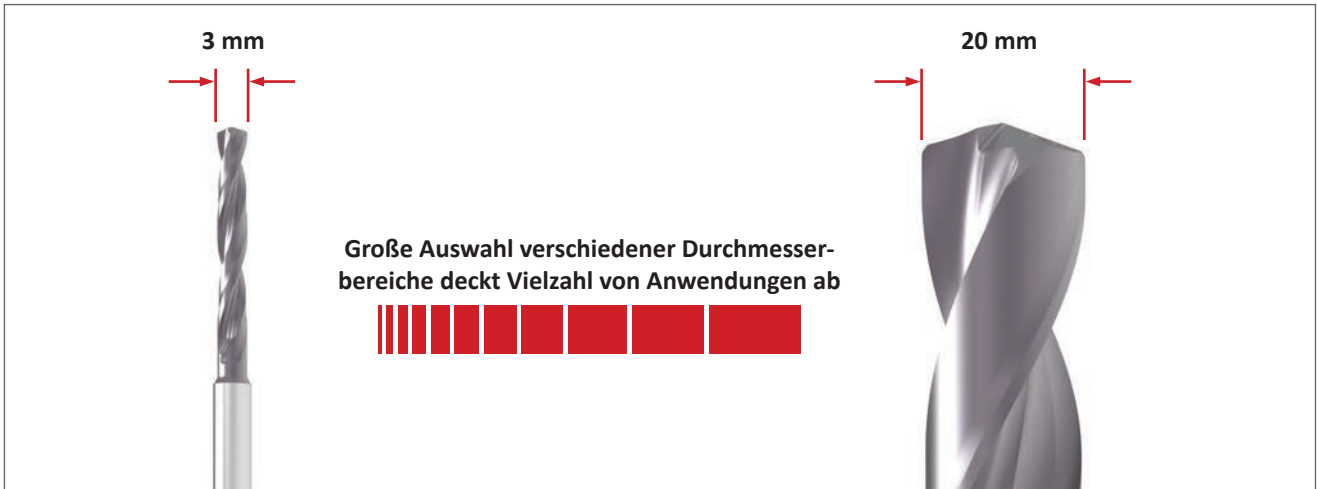 3 mm
20 mm
Große Auswahl verschiedener Durchmesser-
bereiche deckt Vielzahl von Anwendungen ab